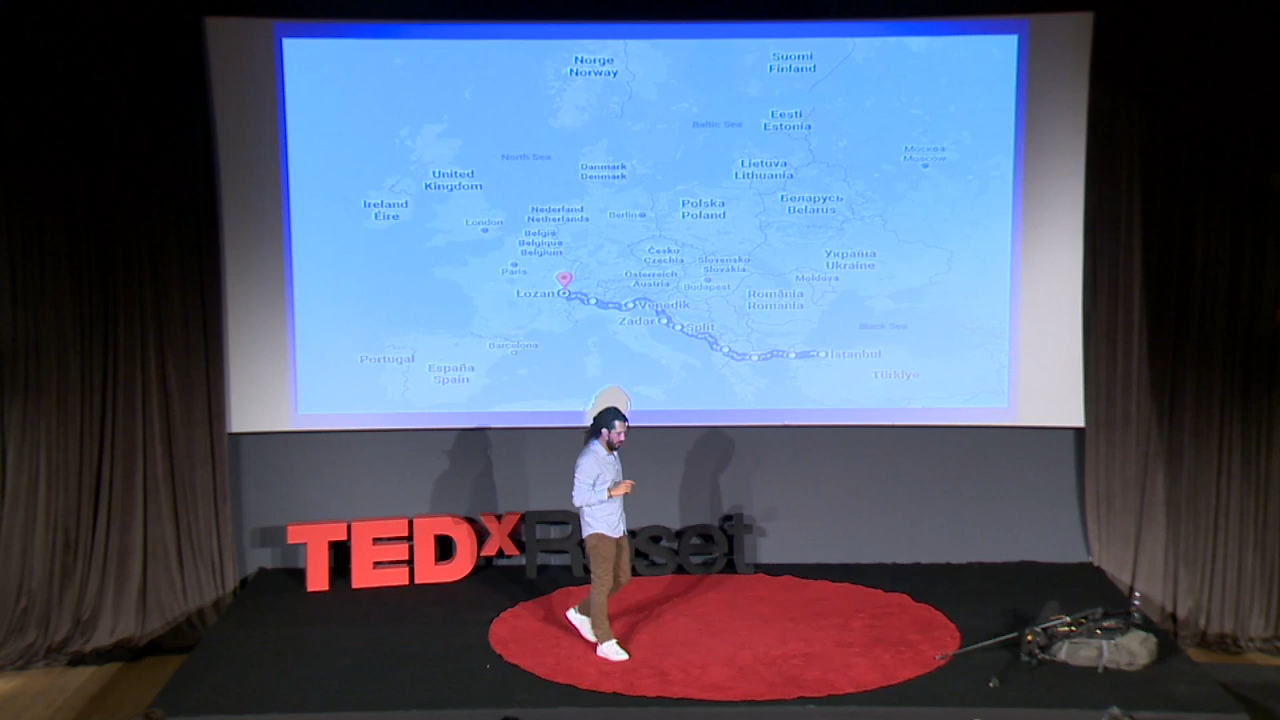 Norge
Norway
Suomi
Finland
Baltic Sea
Eesti
Estonia
North Sea
Москва
Moscow
Danmark
Denmark
Lietuva
Lithuania
United
Kingdom
Ireland
Éire
Nederland
Netherlands
Berlin
Polska
Poland
Беларусь
Belarus
London
België
Belgique
Belgium
Česko
Czechia
Slovensko
Slovakia
Україна
Ukraine
Paris
Österreich
Austria
Budapest
Moldova
Lozan
Venedik
România
Romania
Zadar
Split
Black Sea
Barcelona
İstanbul
Portugal
España
Spain
Türkiye
TEDx Reset